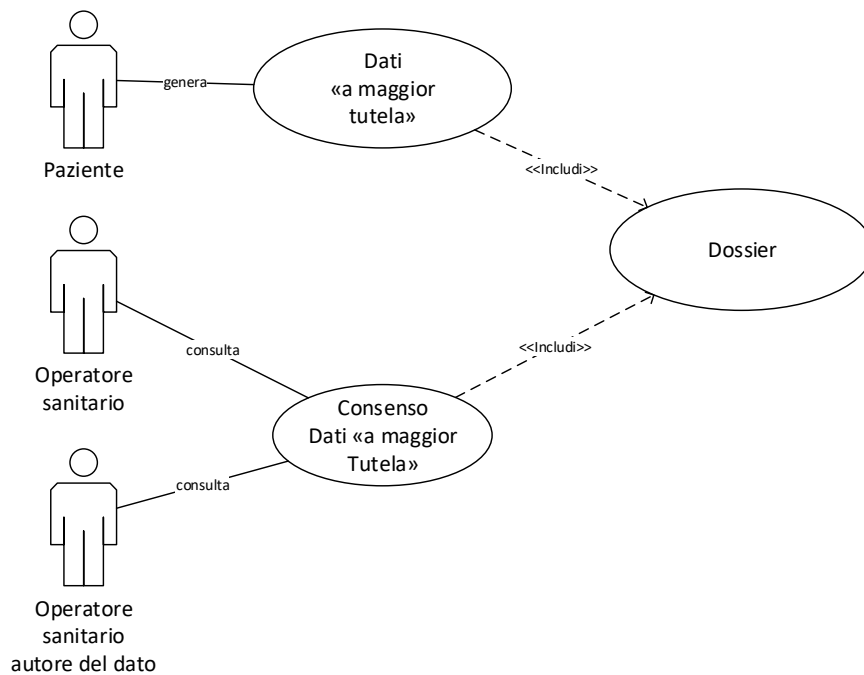 Dati
«a maggior
tutela»
genera
Paziente
<<Includi>>
Dossier
<<Includi>>
consulta
Operatore
sanitario
Consenso
Dati «a maggior
Tutela»
consulta
Operatore
sanitario
autore del dato